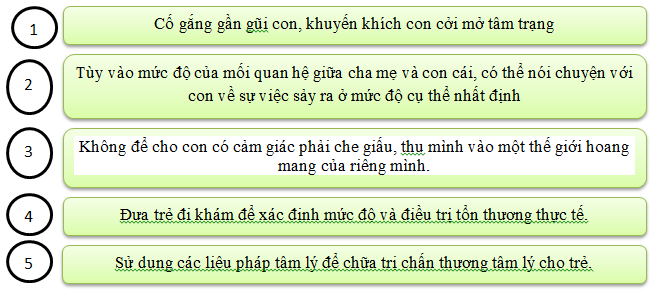 1
Cố gắng gần gũi con, khuyến khích con cởi mở tâm trạng
2
Tùy vào mức độ của mối quan hệ giữa cha mẹ và con cái, có thể nói chuyện với
con về sự việc sảy ra ở mức độ cụ thể nhất định
3
Không để cho con có cảm giác phải che giấu, thụ mình vào một thế giới hoang
mang của riêng mình.
4
Đưa trẻ đi khám để xác định mức độ và điều trị tổn thương thực tế.
5
Sử dụng các liệu pháp tâm lý để chữa trị chấn thương tâm lý cho trẻ.